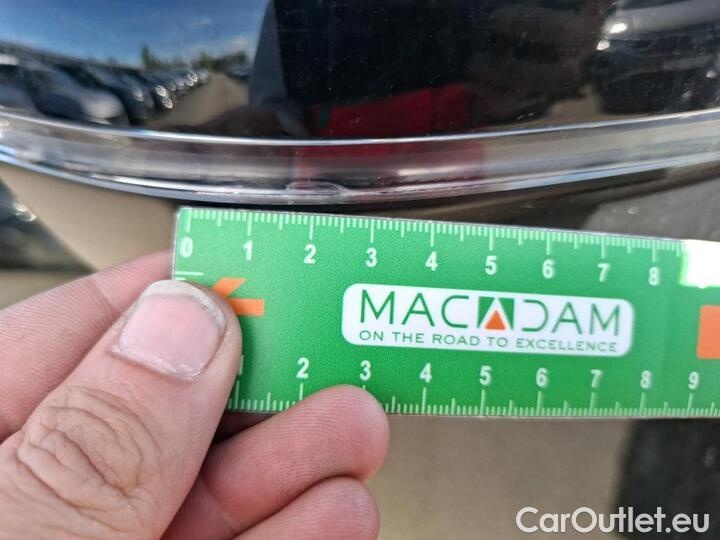 0 1 2 3 4 5 6 7 8
MACADAM
ON THE ROAD TO EXCELLENCE
1 2 3 4 5 6 7 8 9
CarOutlet.eu